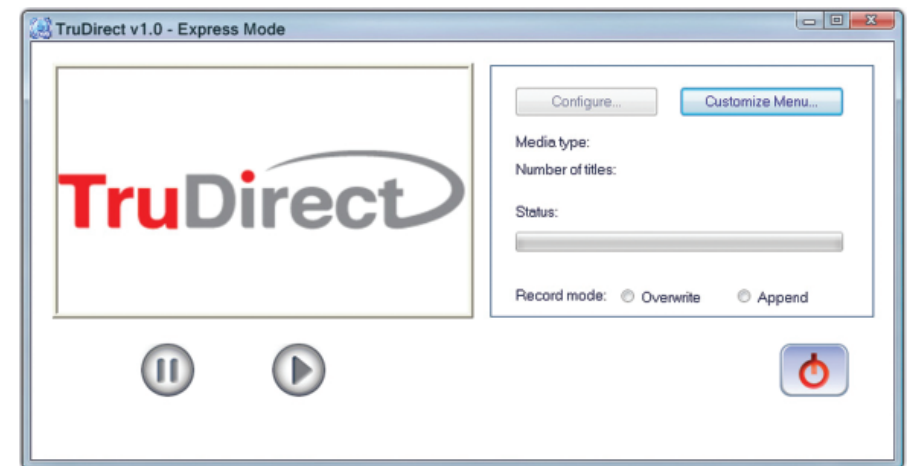 TruDirect v1.0 - Express Mode
TruDirect
Configure... Customize Menu...
Media type:
Number of titles:
Status:
Record mode: Overwrite Append